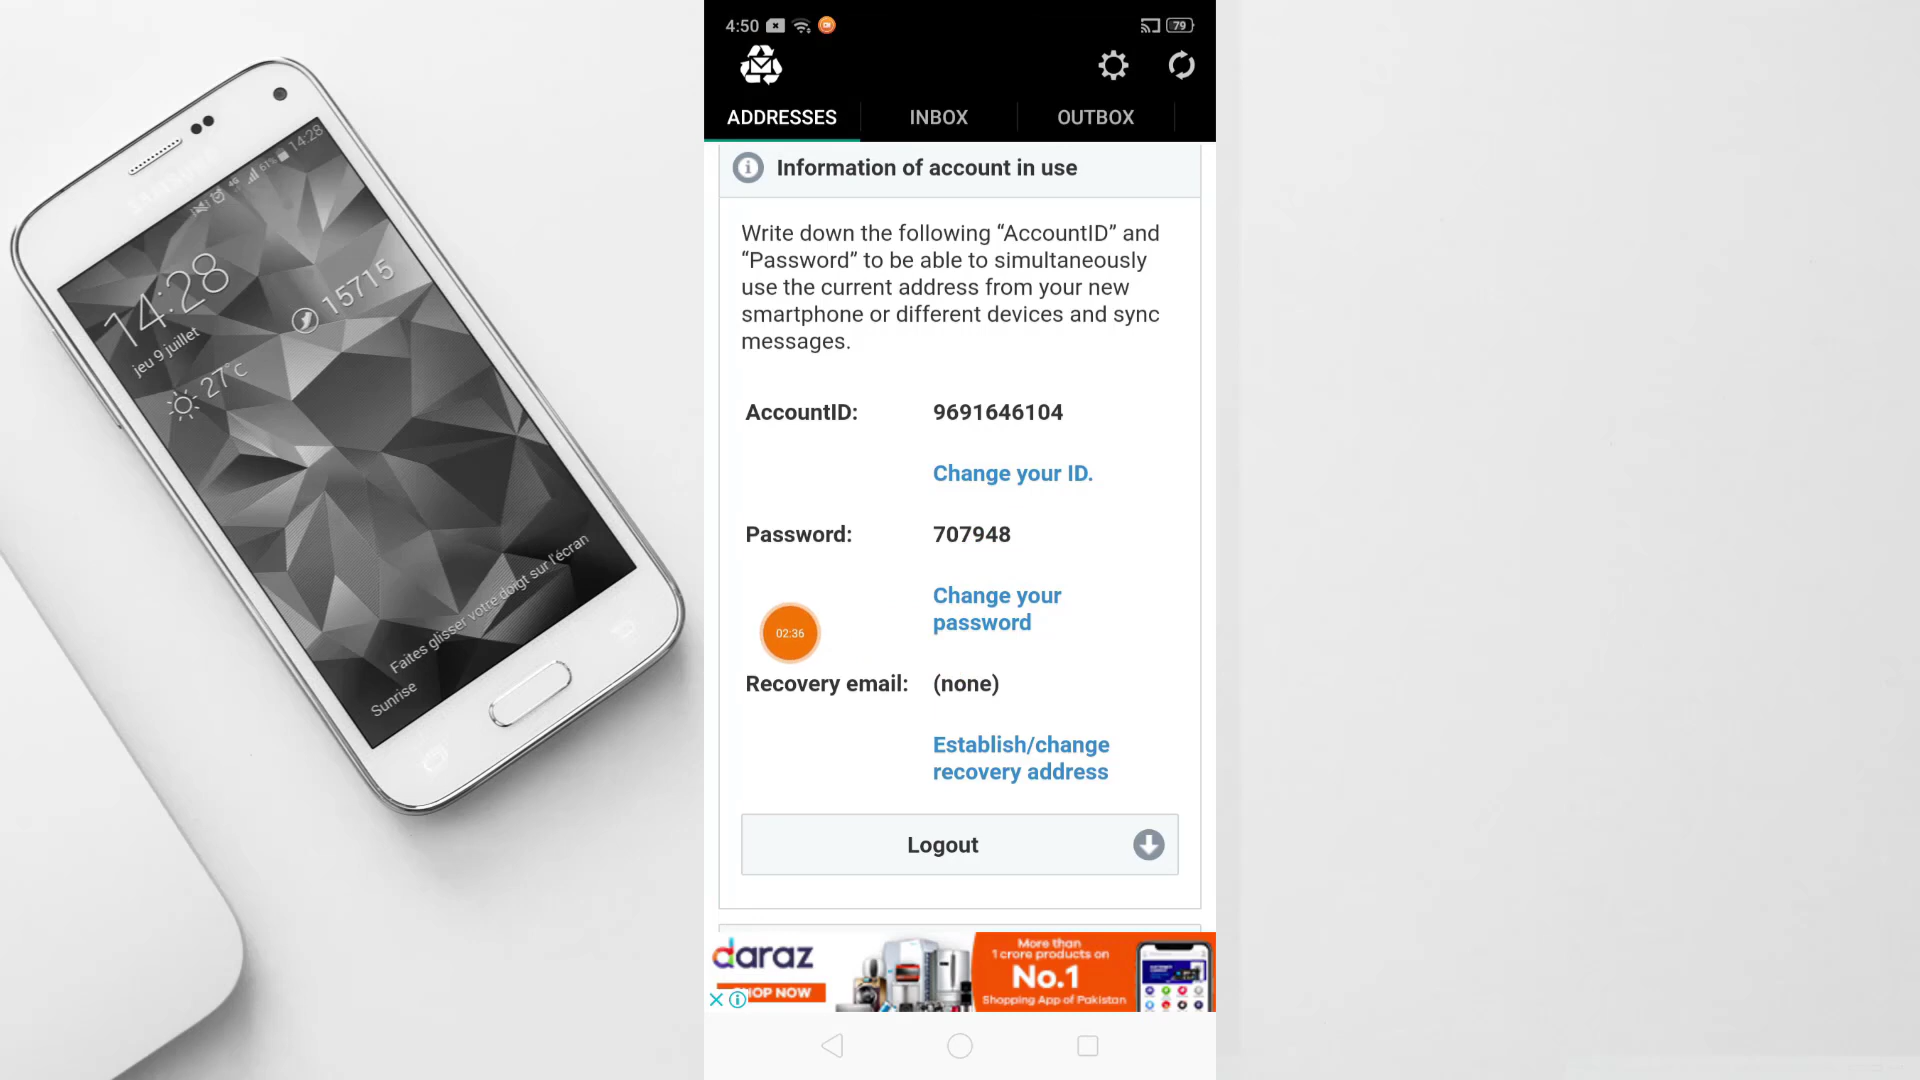 14:28
61%
14:28
jeu 9 juillet
15715
27°C
Faites glisser votre doigt sur l'écran
Sunrise
4:50
79
ADDRESSES
INBOX
OUTBOX
Information of account in use
Write down the following “AccountID” and
“Password” to be able to simultaneously
use the current address from your new
smartphone or different devices and sync
messages.
AccountID: 9691646104
Change your ID.
Password: 707948
Change your
password
02:36
Recovery email: (none)
Establish/change
recovery address
Logout
daraz
SHOP NOW
More than
1 crore products on
No.1
Shopping App of Pakistan